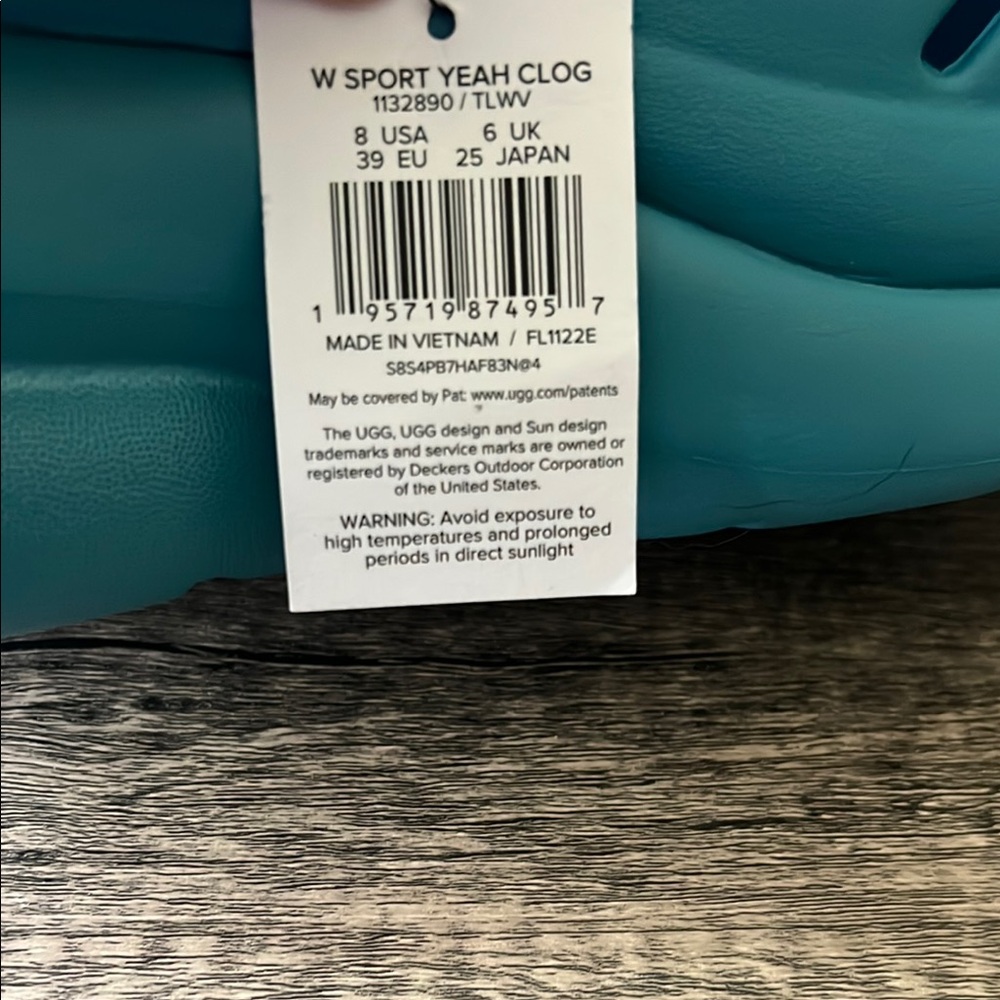 W SPORT YEAH CLOG
1132890 / TLWV
8 USA 6 UK
39 EU 25 JAPAN
1 95719 87495 7
MADE IN VIETNAM / FL1122E
S8S4PB7HAF83N@4
May be covered by Pat: www.ugg.com/patents
The UGG, UGG design and Sun design
trademarks and service marks are owned or
registered by Deckers Outdoor Corporation
of the United States.
WARNING: Avoid exposure to
high temperatures and prolonged
periods in direct sunlight